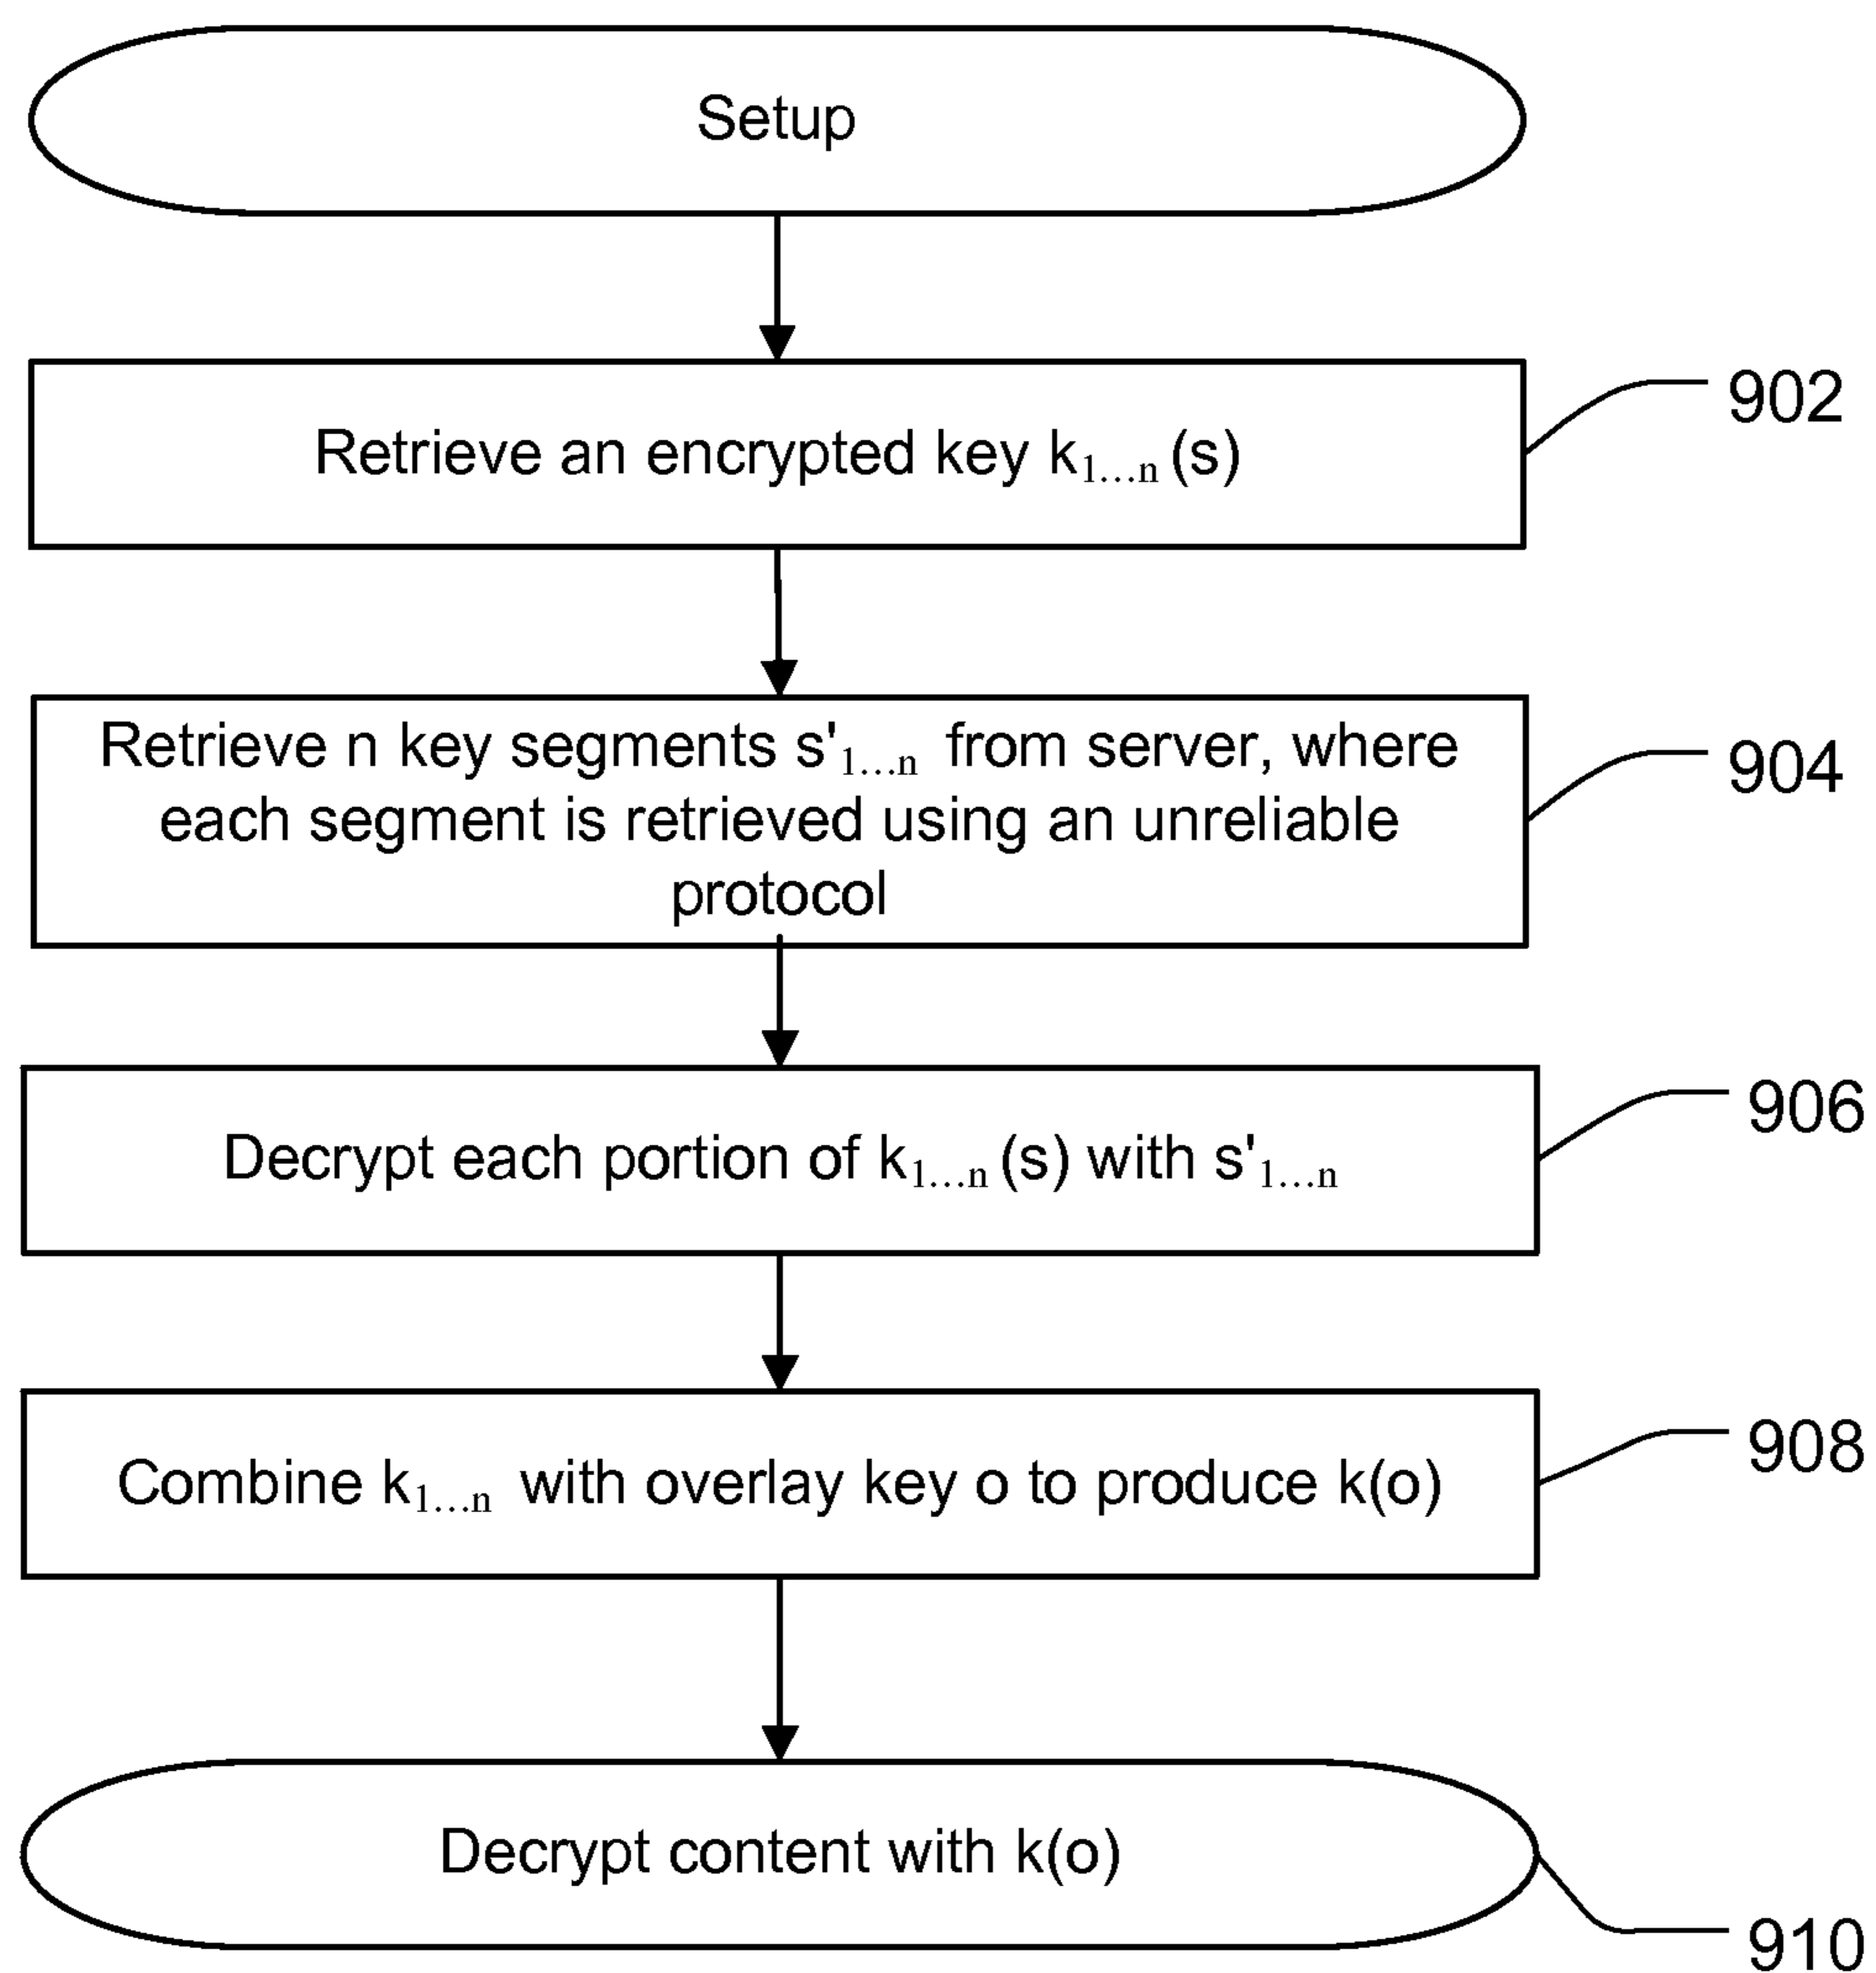 Setup
Retrieve an encrypted key k1...n (s)
902
Retrieve n key segments s'1...n from server, where
each segment is retrieved using an unreliable
protocol
904
Decrypt each portion of k1...n (s) with s'1...n
906
Combine k1...n with overlay key o to produce k(o)
908
Decrypt content with k(o)
910